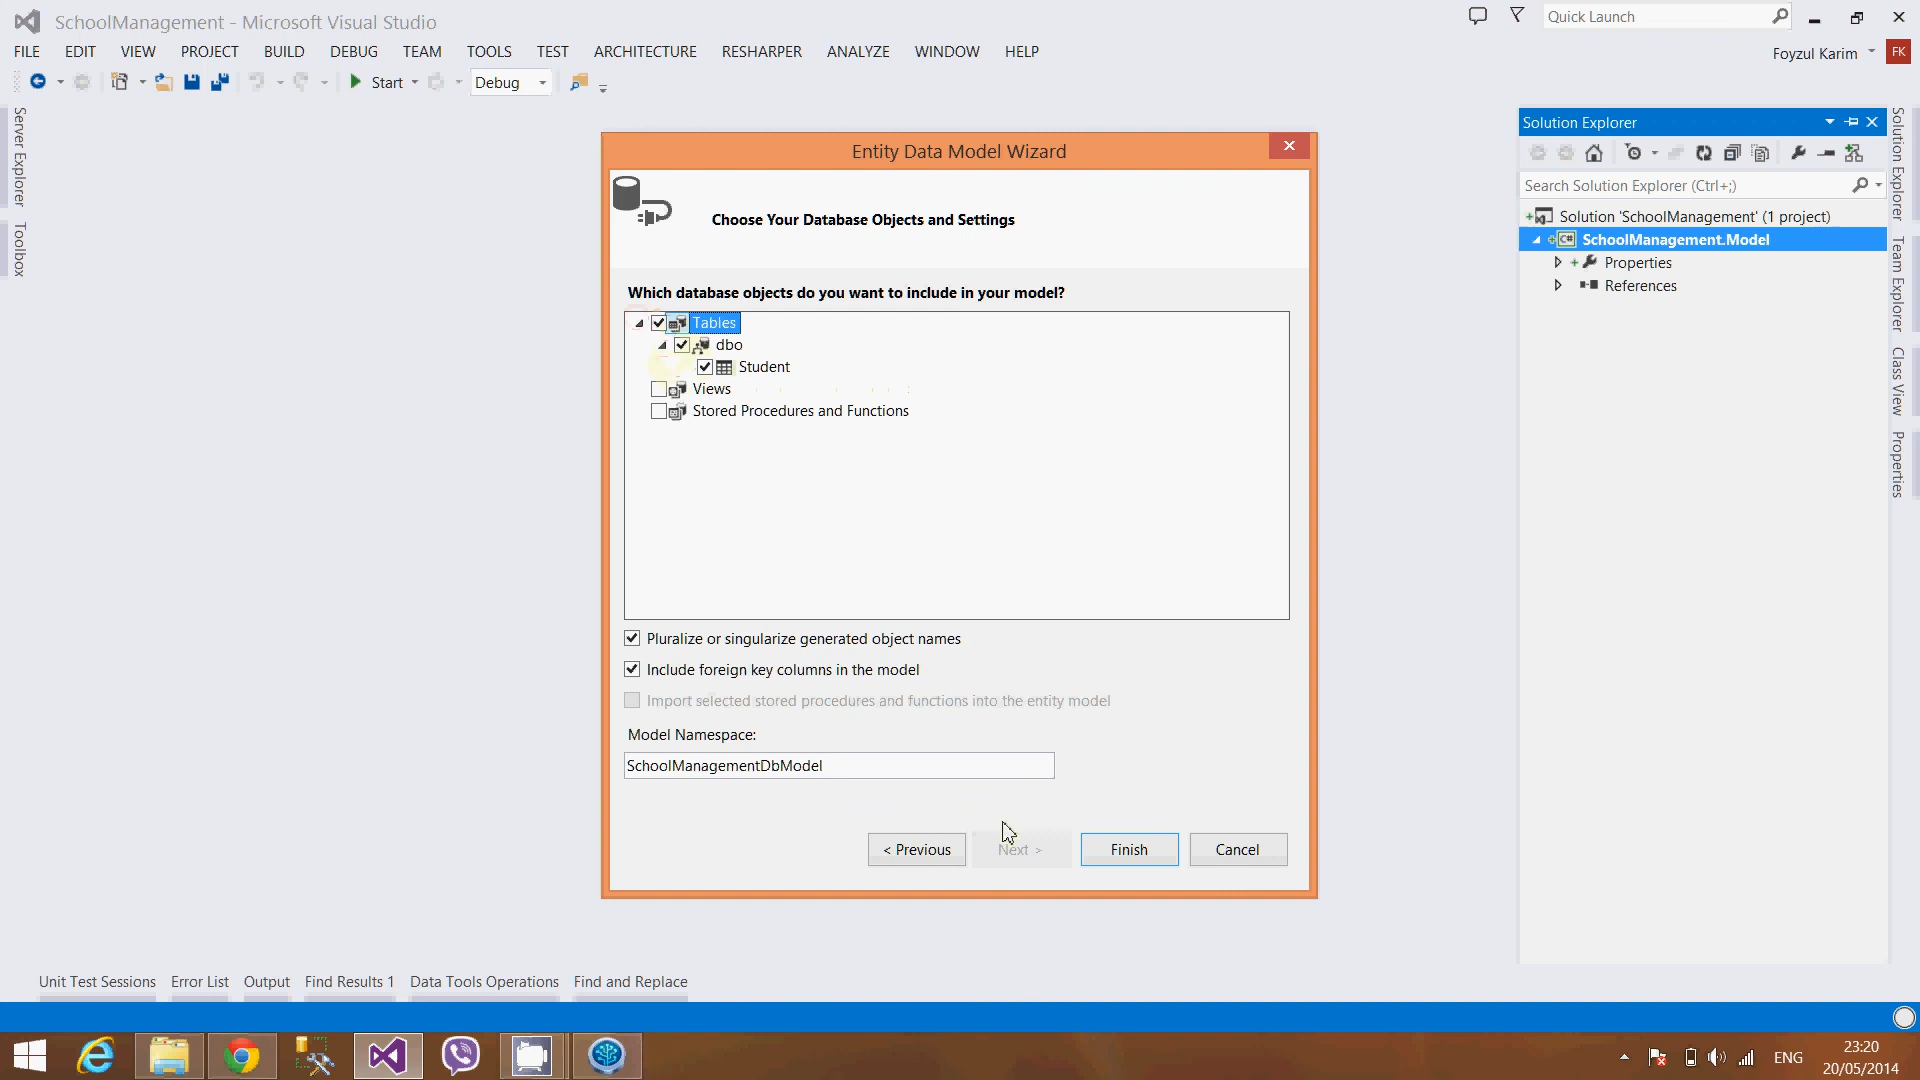 SchoolManagement - Microsoft Visual Studio
Quick Launch
FILE EDIT VIEW PROJECT BUILD DEBUG TEAM TOOLS TEST ARCHITECTURE RESHARPER ANALYZE WINDOW HELP
Foyzul Karim FK
Start Debug
Server Explorer
Toolbox
Entity Data Model Wizard
Choose Your Database Objects and Settings
Which database objects do you want to include in your model?
Tables
dbo
Student
Views
Stored Procedures and Functions
Pluralize or singularize generated object names
Include foreign key columns in the model
Import selected stored procedures and functions into the entity model
Model Namespace:
SchoolManagementDbModel
< Previous Next > Finish Cancel
Solution Explorer
Search Solution Explorer (Ctrl+;)
Solution 'SchoolManagement' (1 project)
C# SchoolManagement.Model
Properties
References
Solution Explorer
Team Explorer
Class View
Properties
Unit Test Sessions Error List Output Find Results 1 Data Tools Operations Find and Replace
ENG
23:20
20/05/2014